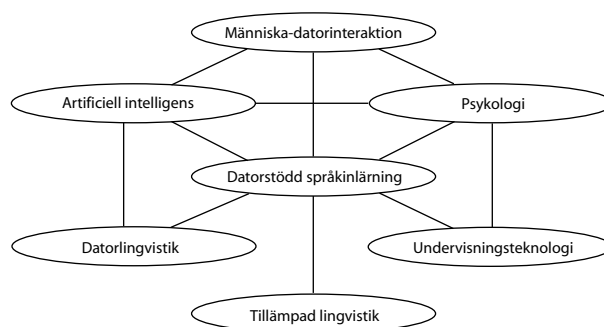 Människa-datorinteraktion
Artificiell intelligens
Psykologi
Datorstödd språkinlärning
Datorlingvistik
Undervisningsteknologi
Tillämpad lingvistik